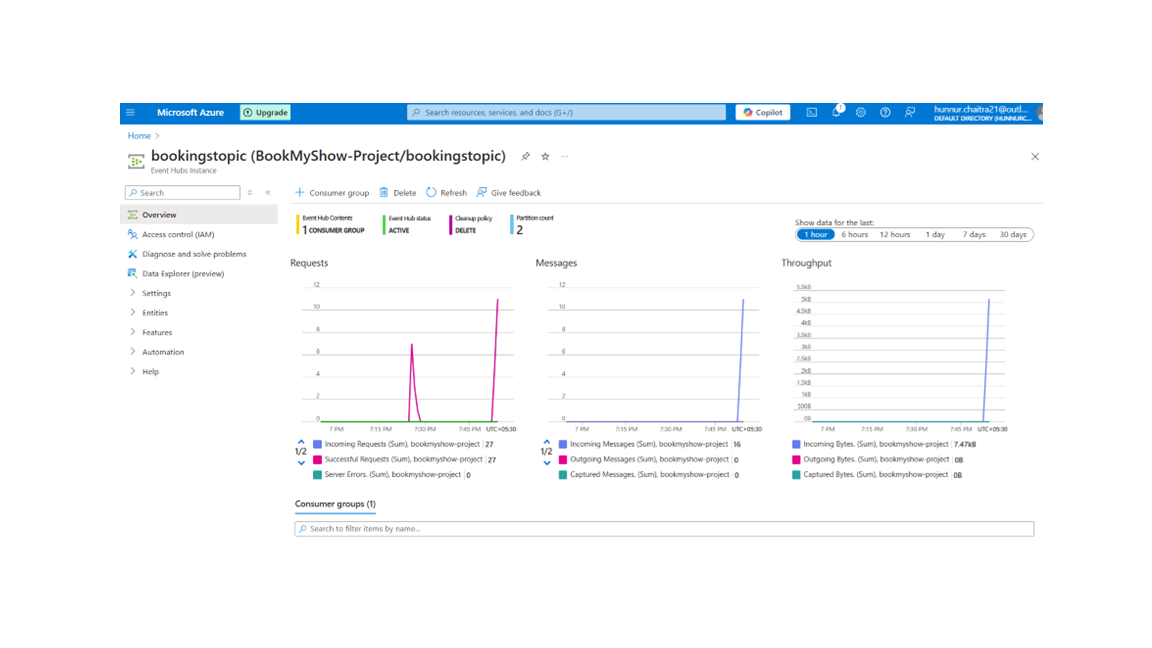 Microsoft Azure
Upgrade
Search resources, services, and docs (G+/)
Copilot
1
hunnur.chaitra21@outl...
DEFAULT DIRECTORY (HUNNURC...
Home >
bookingstopic (BookMyShow-Project/bookingstopic)
...
Event Hubs Instance
Search
Consumer group
Delete
Refresh
Give feedback
Overview
Access control (IAM)
Diagnose and solve problems
Data Explorer (preview)
Settings
Entities
Features
Automation
Help
Event Hub Contents
1 CONSUMER GROUP
Event Hub status
ACTIVE
Cleanup policy
DELETE
Partition count
2
Show data for the last:
1 hour 6 hours 12 hours 1 day 7 days 30 days
Requests
12
10
8
6
4
2
0
7 PM 7:15 PM 7:30 PM 7:45 PM UTC+05:30
1/2
Incoming Requests (Sum), bookmyshow-project 27
Successful Requests (Sum), bookmyshow-project 27
Server Errors. (Sum), bookmyshow-project 0
Messages
12
10
8
6
4
2
0
7 PM 7:15 PM 7:30 PM 7:45 PM UTC+05:30
1/2
Incoming Messages (Sum), bookmyshow-project 16
Outgoing Messages (Sum), bookmyshow-project 0
Captured Messages. (Sum), bookmyshow-project 0
Throughput
5.5kB
5kB
4.5kB
4kB
3.5kB
3kB
2.5kB
2kB
1.5kB
1kB
500B
0B
7 PM 7:15 PM 7:30 PM 7:45 PM UTC+05:30
Incoming Bytes. (Sum), bookmyshow-project 7.47kB
Outgoing Bytes. (Sum), bookmyshow-project 0B
Captured Bytes. (Sum), bookmyshow-project 0B
Consumer groups (1)
Search to filter items by name...